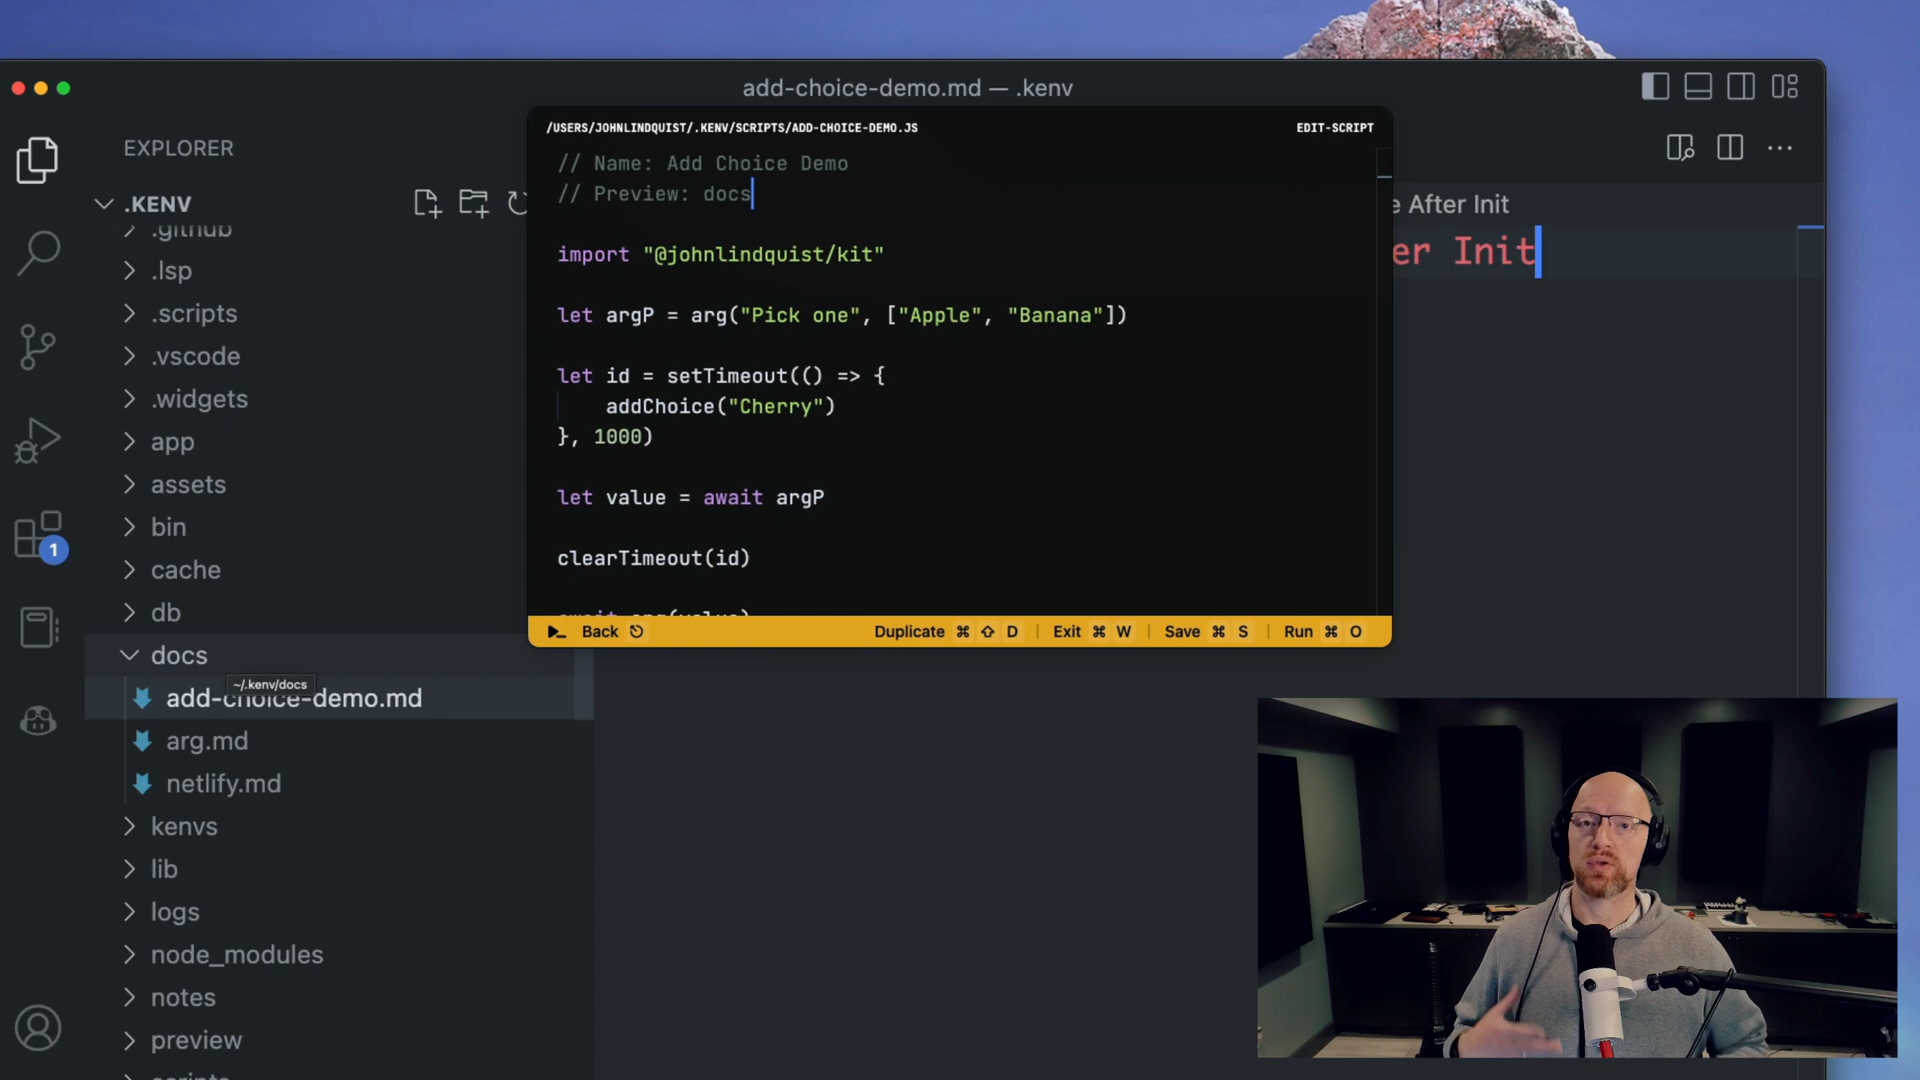 add-choice-demo.md — .kenv
EXPLORER
.KENV
.github
.lsp
.scripts
.vscode
.widgets
app
assets
bin
cache
db
docs
~/.kenv/docs
add-choice-demo.md
arg.md
netlify.md
kenvs
lib
logs
node_modules
notes
preview
scripts
1
/USERS/JOHNLINDQUIST/.KENV/SCRIPTS/ADD-CHOICE-DEMO.JS
EDIT-SCRIPT
// Name: Add Choice Demo
// Preview: docs
import "@johnlindquist/kit"
let argP = arg("Pick one", ["Apple", "Banana"])
let id = setTimeout(() => {
addChoice("Cherry")
}, 1000)
let value = await argP
clearTimeout(id)
await arg(value)
Back
Duplicate ⌘ ⇧ D | Exit ⌘ W | Save ⌘ S | Run ⌘ O
e After Init
er Init